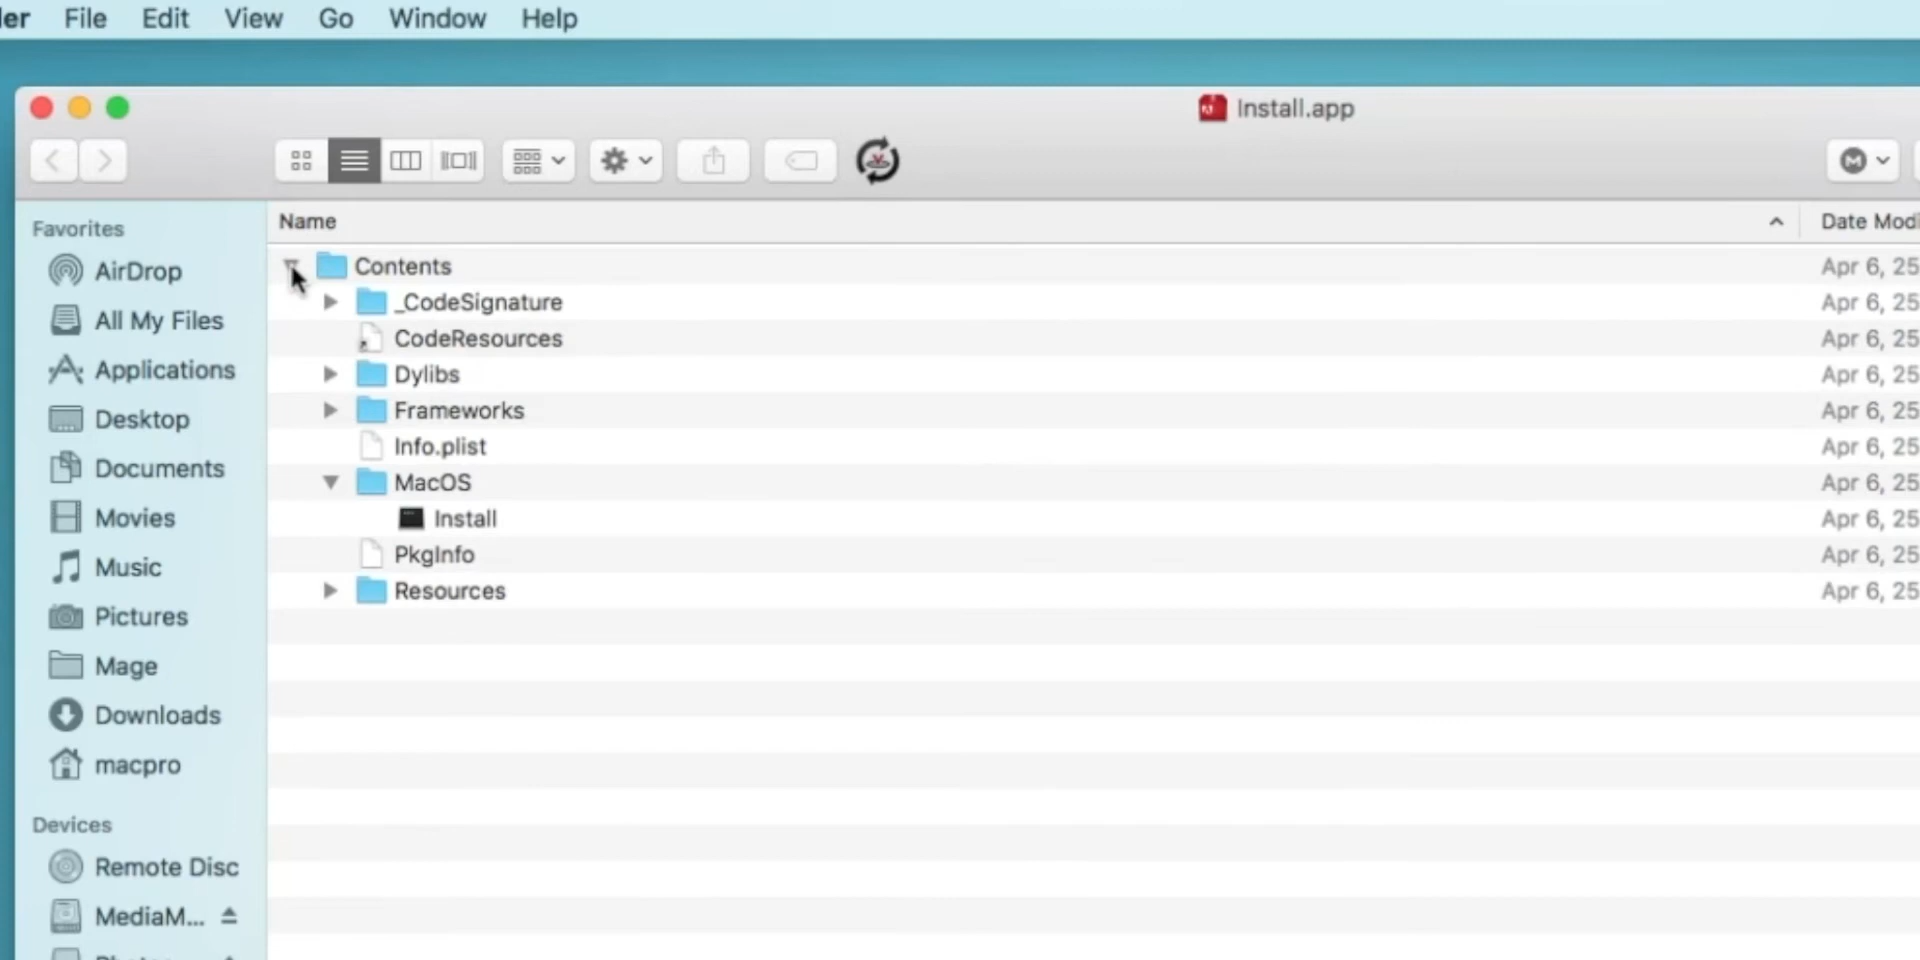 File Edit View Go Window Help
Install.app
Name Date Modi
Favorites
AirDrop
All My Files
Applications
Desktop
Documents
Movies
Music
Pictures
Mage
Downloads
macpro
Devices
Remote Disc
MediaM...
Contents Apr 6, 25
_CodeSignature Apr 6, 25
CodeResources Apr 6, 25
Dylibs Apr 6, 25
Frameworks Apr 6, 25
Info.plist Apr 6, 25
MacOS Apr 6, 25
Install Apr 6, 25
PkgInfo Apr 6, 25
Resources Apr 6, 25